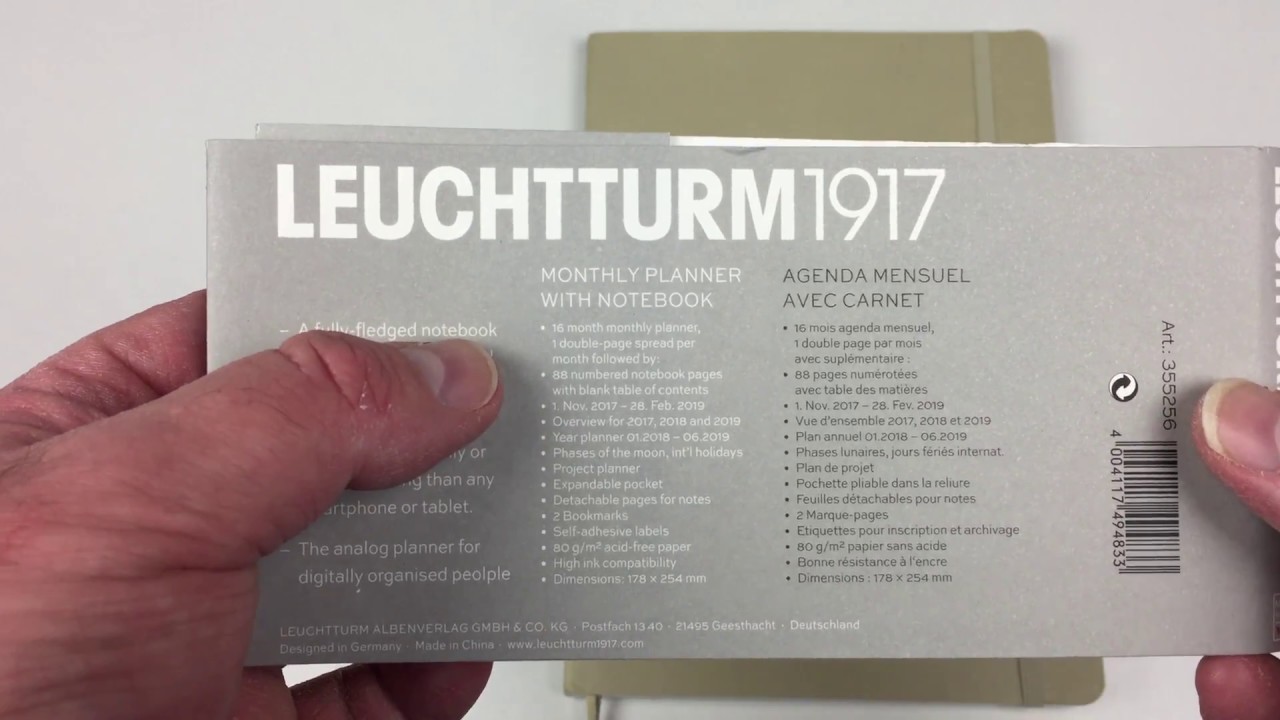 LEUCHTTURM1917
– A fully-fledged notebook
than any
smartphone or tablet.
– The analog planner for
digitally organised peolple
MONTHLY PLANNER
WITH NOTEBOOK
• 16 month monthly planner,
1 double-page spread per
month followed by:
• 88 numbered notebook pages
with blank table of contents
• 1. Nov. 2017 – 28. Feb. 2019
• Overview for 2017, 2018 and 2019
• Year planner 01.2018 – 06.2019
• Phases of the moon, int'l holidays
• Project planner
• Expandable pocket
• Detachable pages for notes
• 2 Bookmarks
• Self-adhesive labels
• 80 g/m² acid-free paper
• High ink compatibility
• Dimensions: 178 × 254 mm
AGENDA MENSUEL
AVEC CARNET
• 16 mois agenda mensuel,
1 double page par mois
avec suplémentaire :
• 88 pages numérotées
avec table des matières
• 1. Nov. 2017 – 28. Fev. 2019
• Vue d'ensemble 2017, 2018 et 2019
• Plan annuel 01.2018 – 06.2019
• Phases lunaires, jours fériés internat.
• Plan de projet
• Pochette pliable dans la reliure
• Feuilles détachables pour notes
• 2 Marque-pages
• Etiquettes pour inscription et archivage
• 80 g/m² papier sans acide
• Bonne résistance à l'encre
• Dimensions : 178 × 254 mm
Art.: 355256
4 004117 494833
LEUCHTTURM ALBENVERLAG GMBH & CO. KG · Postfach 13 40 · 21495 Geesthacht · Deutschland
Designed in Germany · Made in China · www.leuchtturm1917.com